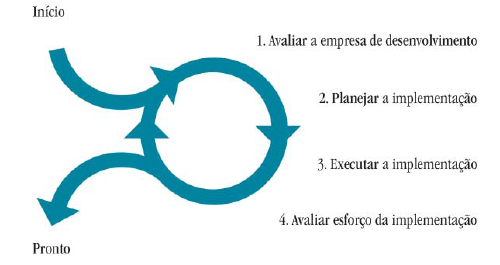 Início
1. Avaliar a empresa de desenvolvimento
2. Planejar a implementação
3. Executar a implementação
4. Avaliar esforço da implementação
Pronto